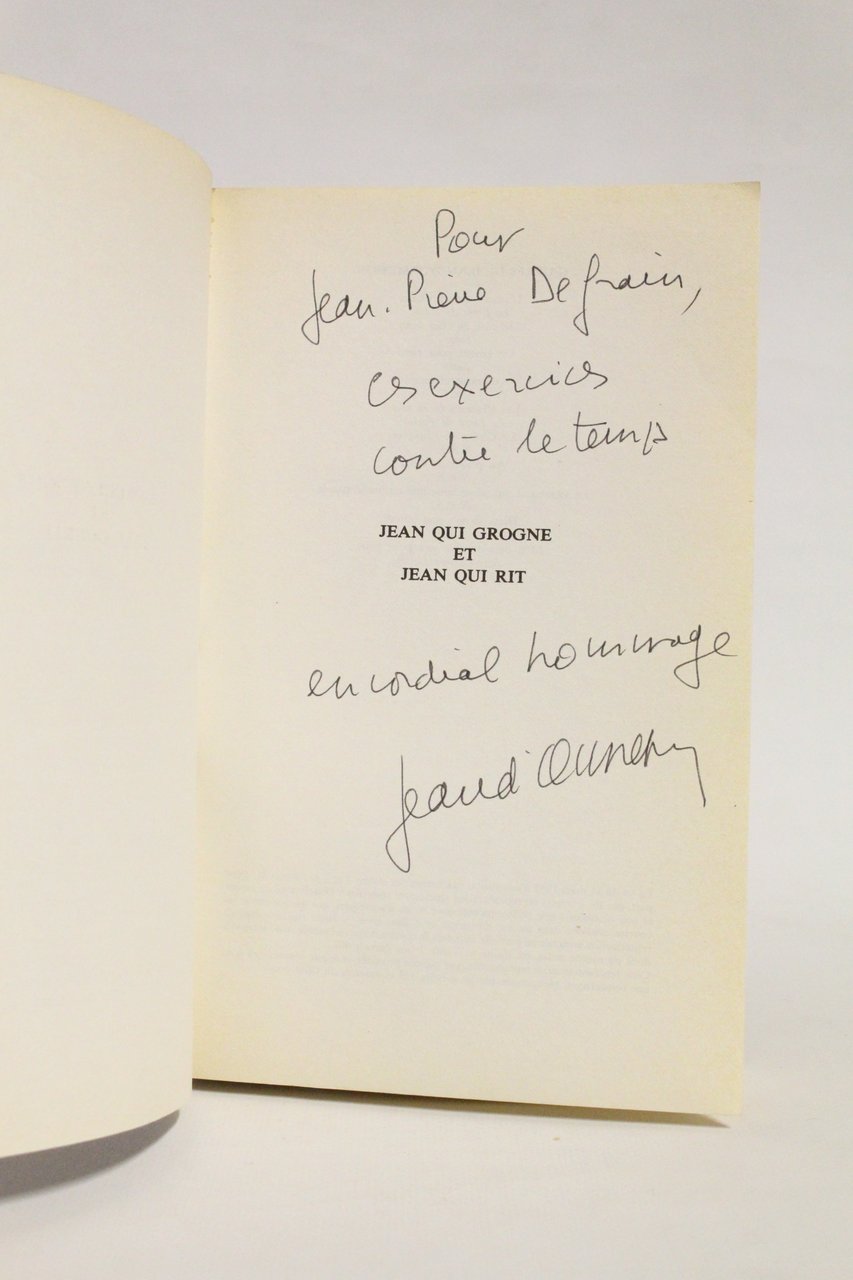 Pour
Jean-Pierre Defrain,
ces exercices
contre le temps
JEAN QUI GROGNE
ET
JEAN QUI RIT
en cordial hommage
Jean d'Ormesson